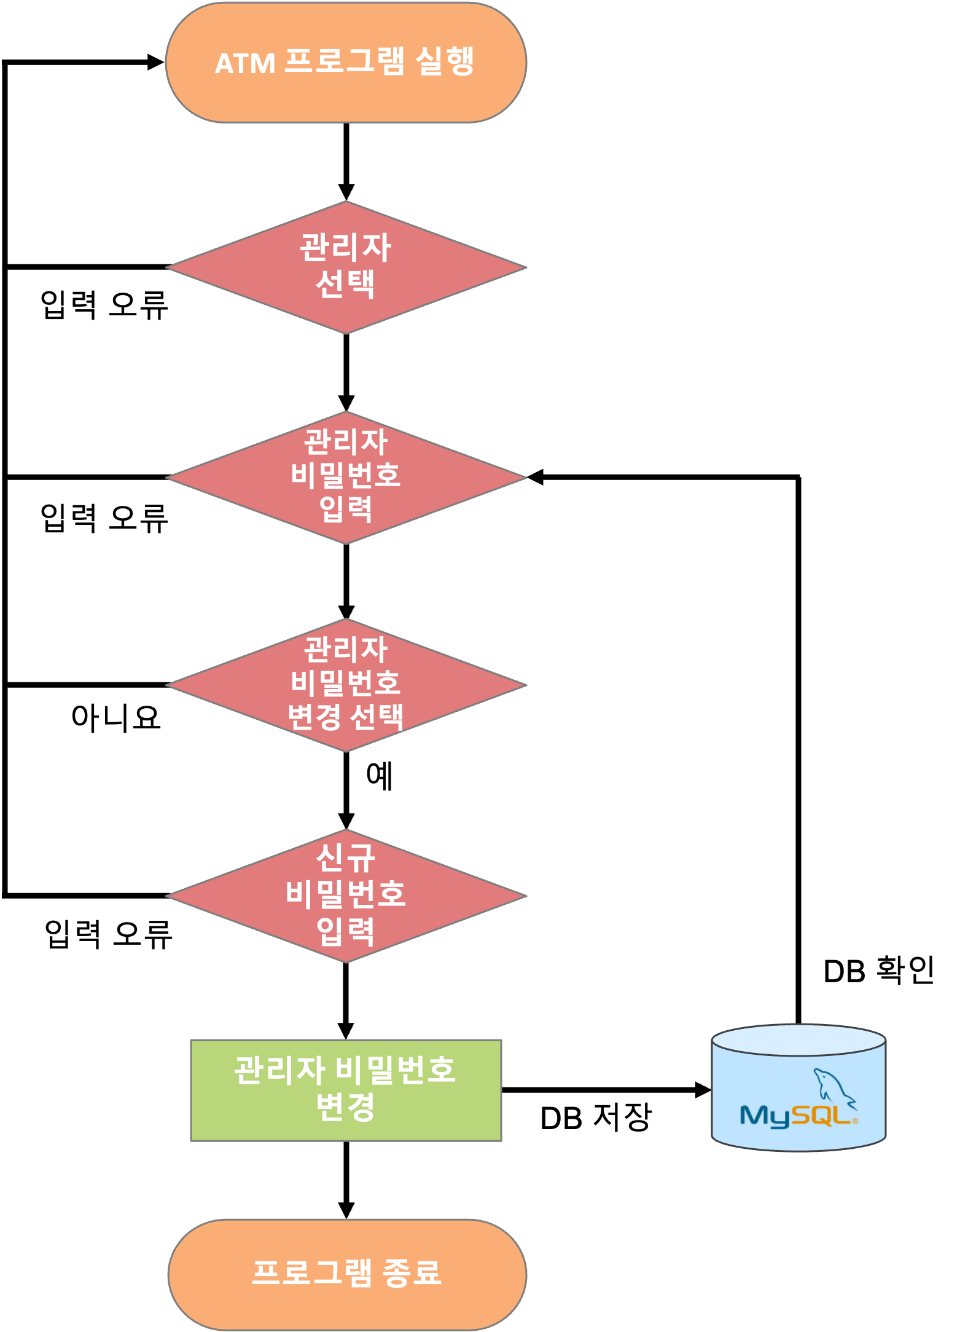 ATM 프로그램 실행
관리자
선택
입력 오류
관리자
비밀번호
입력
입력 오류
관리자
비밀번호
변경 선택
아니요
예
신규
비밀번호
입력
입력 오류
DB 확인
관리자 비밀번호
변경
DB 저장
MySQL®
프로그램 종료